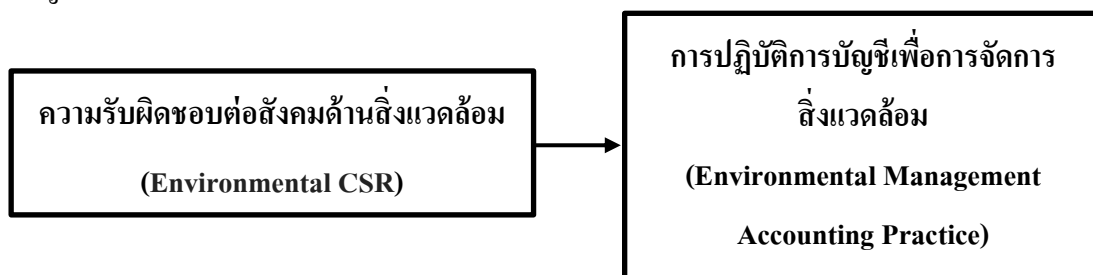 ความรับผิดชอบต่อสังคมด้านสิ่งแวดล้อม
(Environmental CSR)
การปฏิบัติการบัญชีเพื่อการจัดการ
สิ่งแวดล้อม
(Environmental Management
Accounting Practice)